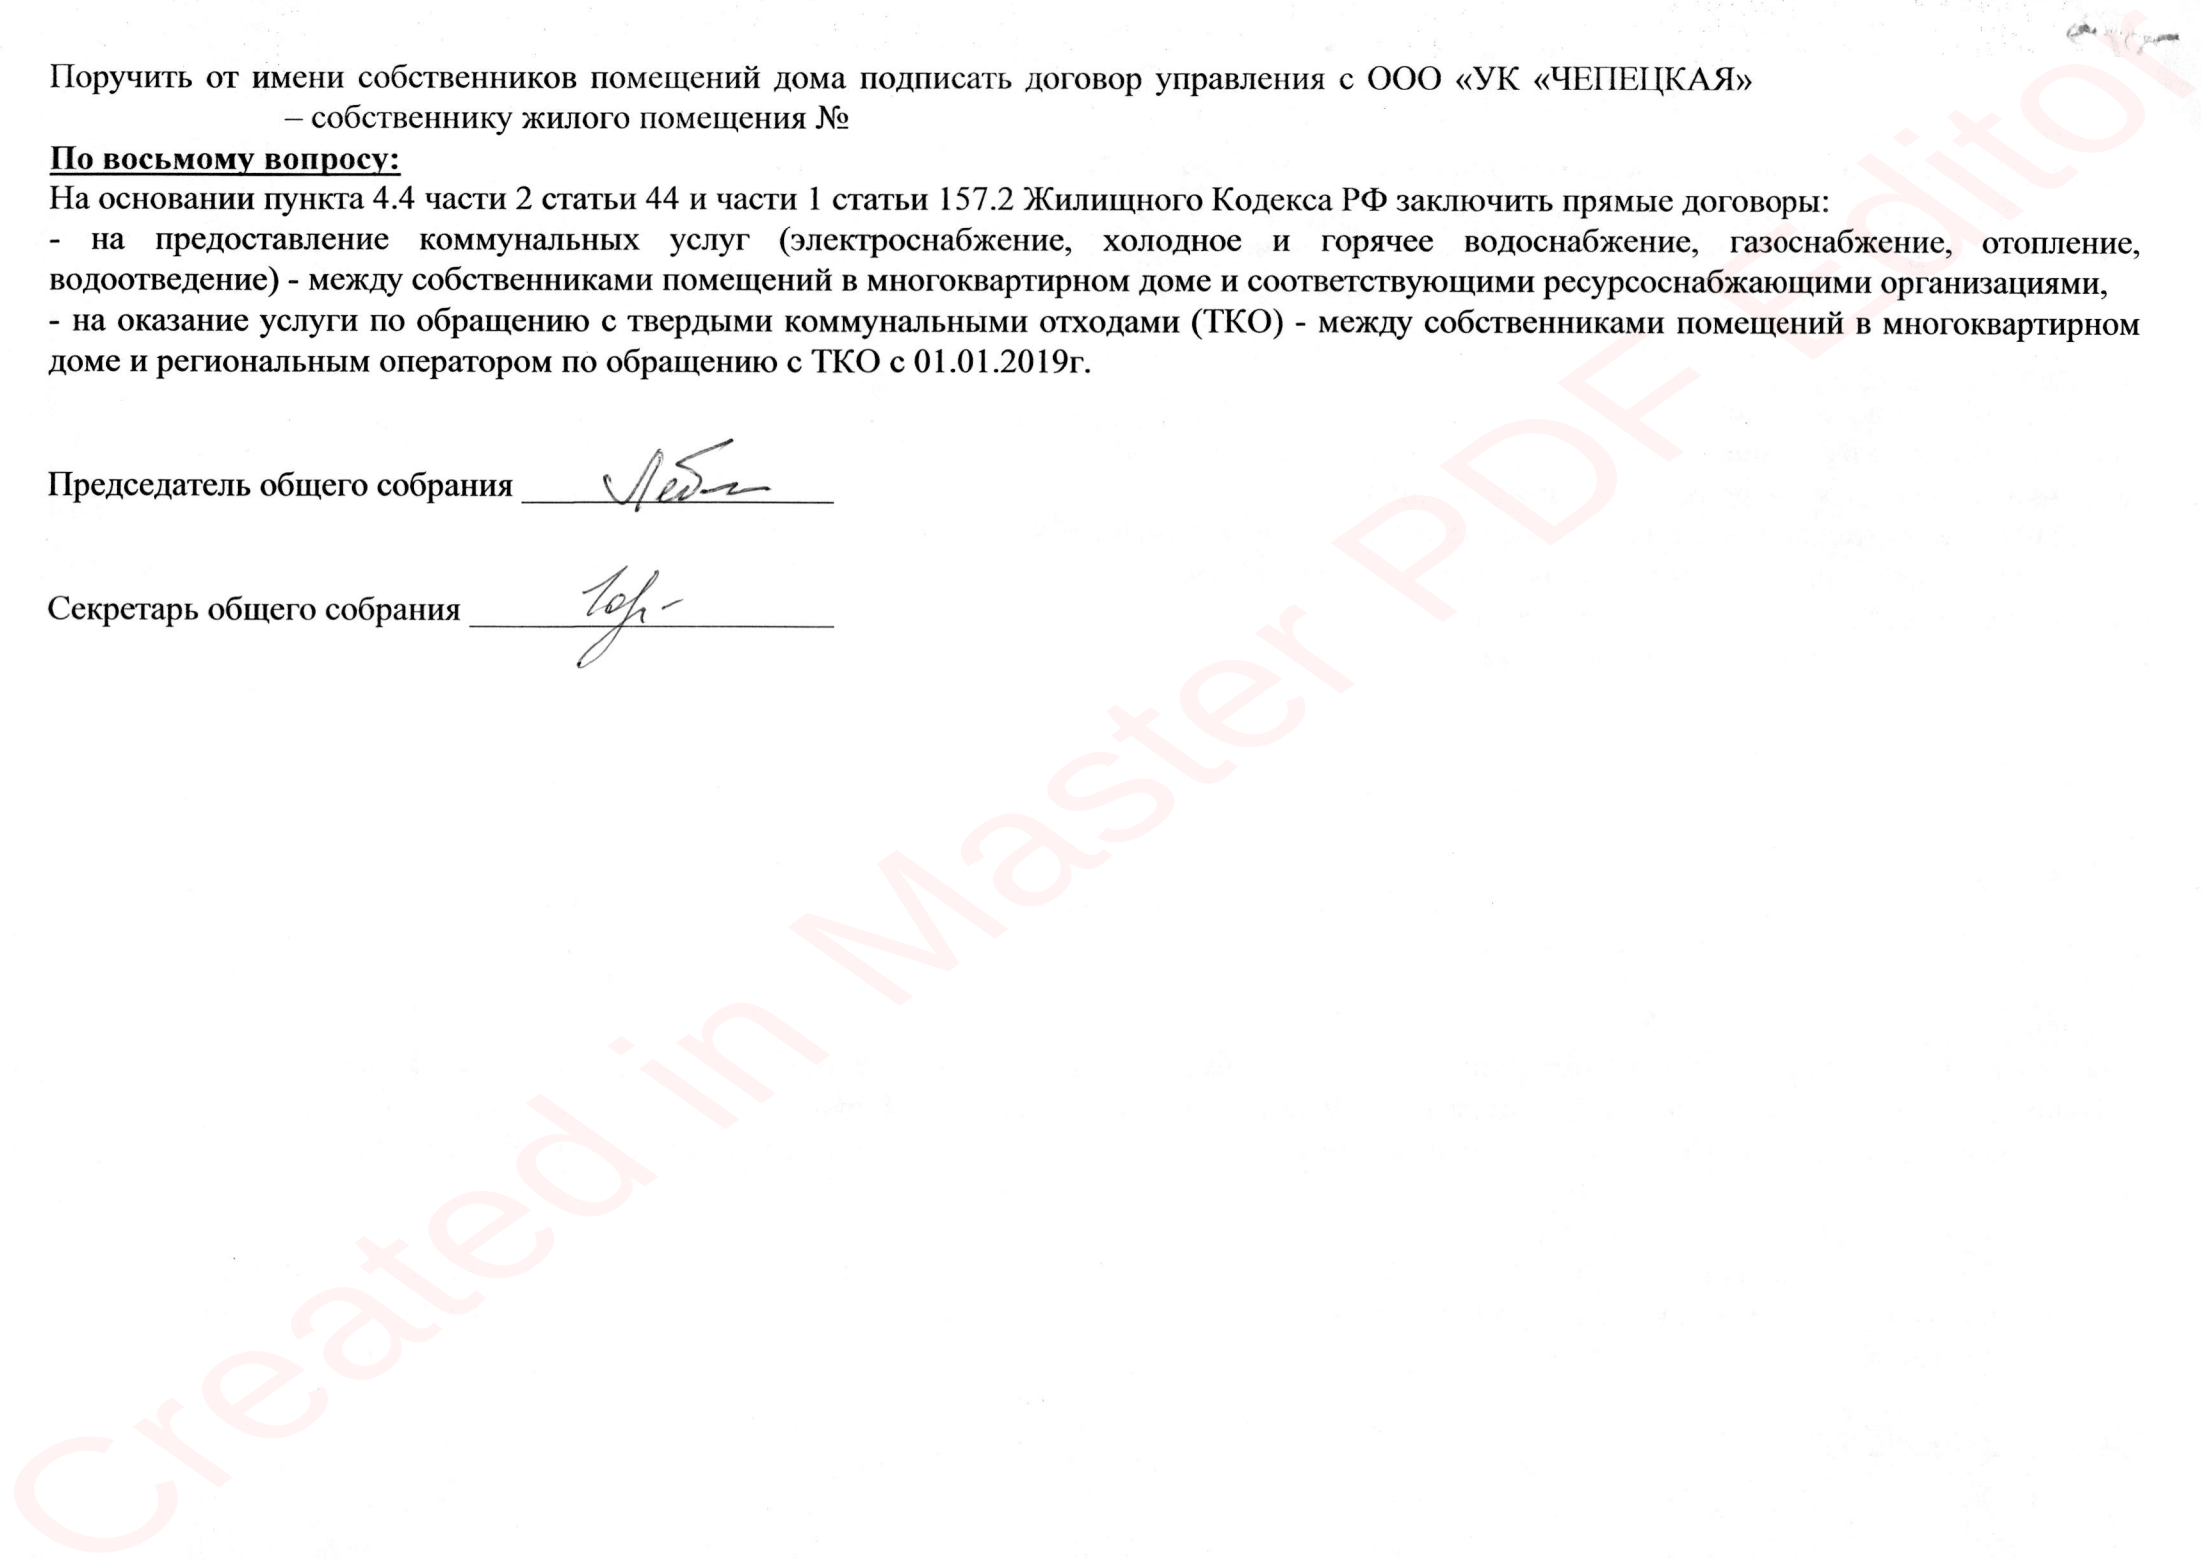 Поручить от имени собственников помещений дома подписать договор управления с ООО «УК «ЧЕПЕЦКАЯ»
– собственнику жилого помещения №
По восьмому вопросу:
На основании пункта 4.4 части 2 статьи 44 и части 1 статьи 157.2 Жилищного Кодекса РФ заключить прямые договоры:
- на предоставление коммунальных услуг (электроснабжение, холодное и горячее водоснабжение, газоснабжение, отопление,
водоотведение) - между собственниками помещений в многоквартирном доме и соответствующими ресурсоснабжающими организациями,
- на оказание услуги по обращению с твердыми коммунальными отходами (ТКО) - между собственниками помещений в многоквартирном
доме и региональным оператором по обращению с ТКО с 01.01.2019г.
Председатель общего собрания
Секретарь общего собрания
Created in Master PDF Editor